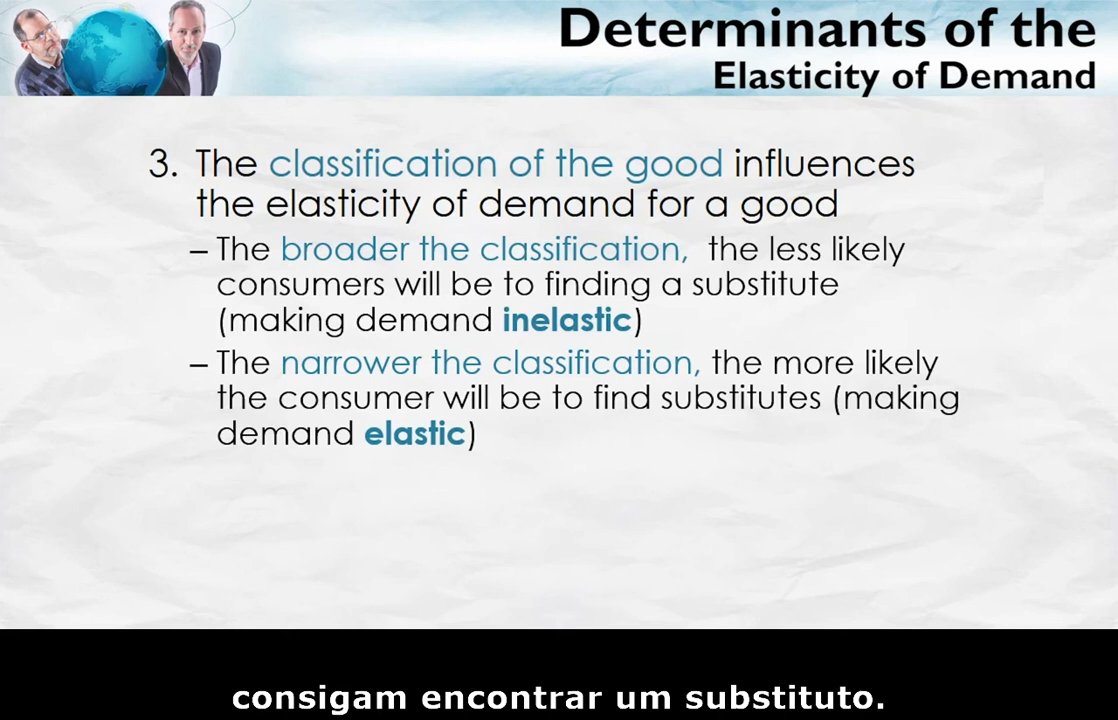 Determinants of the
Elasticity of Demand
3. The classification of the good influences
the elasticity of demand for a good
– The broader the classification, the less likely
consumers will be to finding a substitute
(making demand inelastic)
– The narrower the classification, the more likely
the consumer will be to find substitutes (making
demand elastic)
consigam encontrar um substituto.